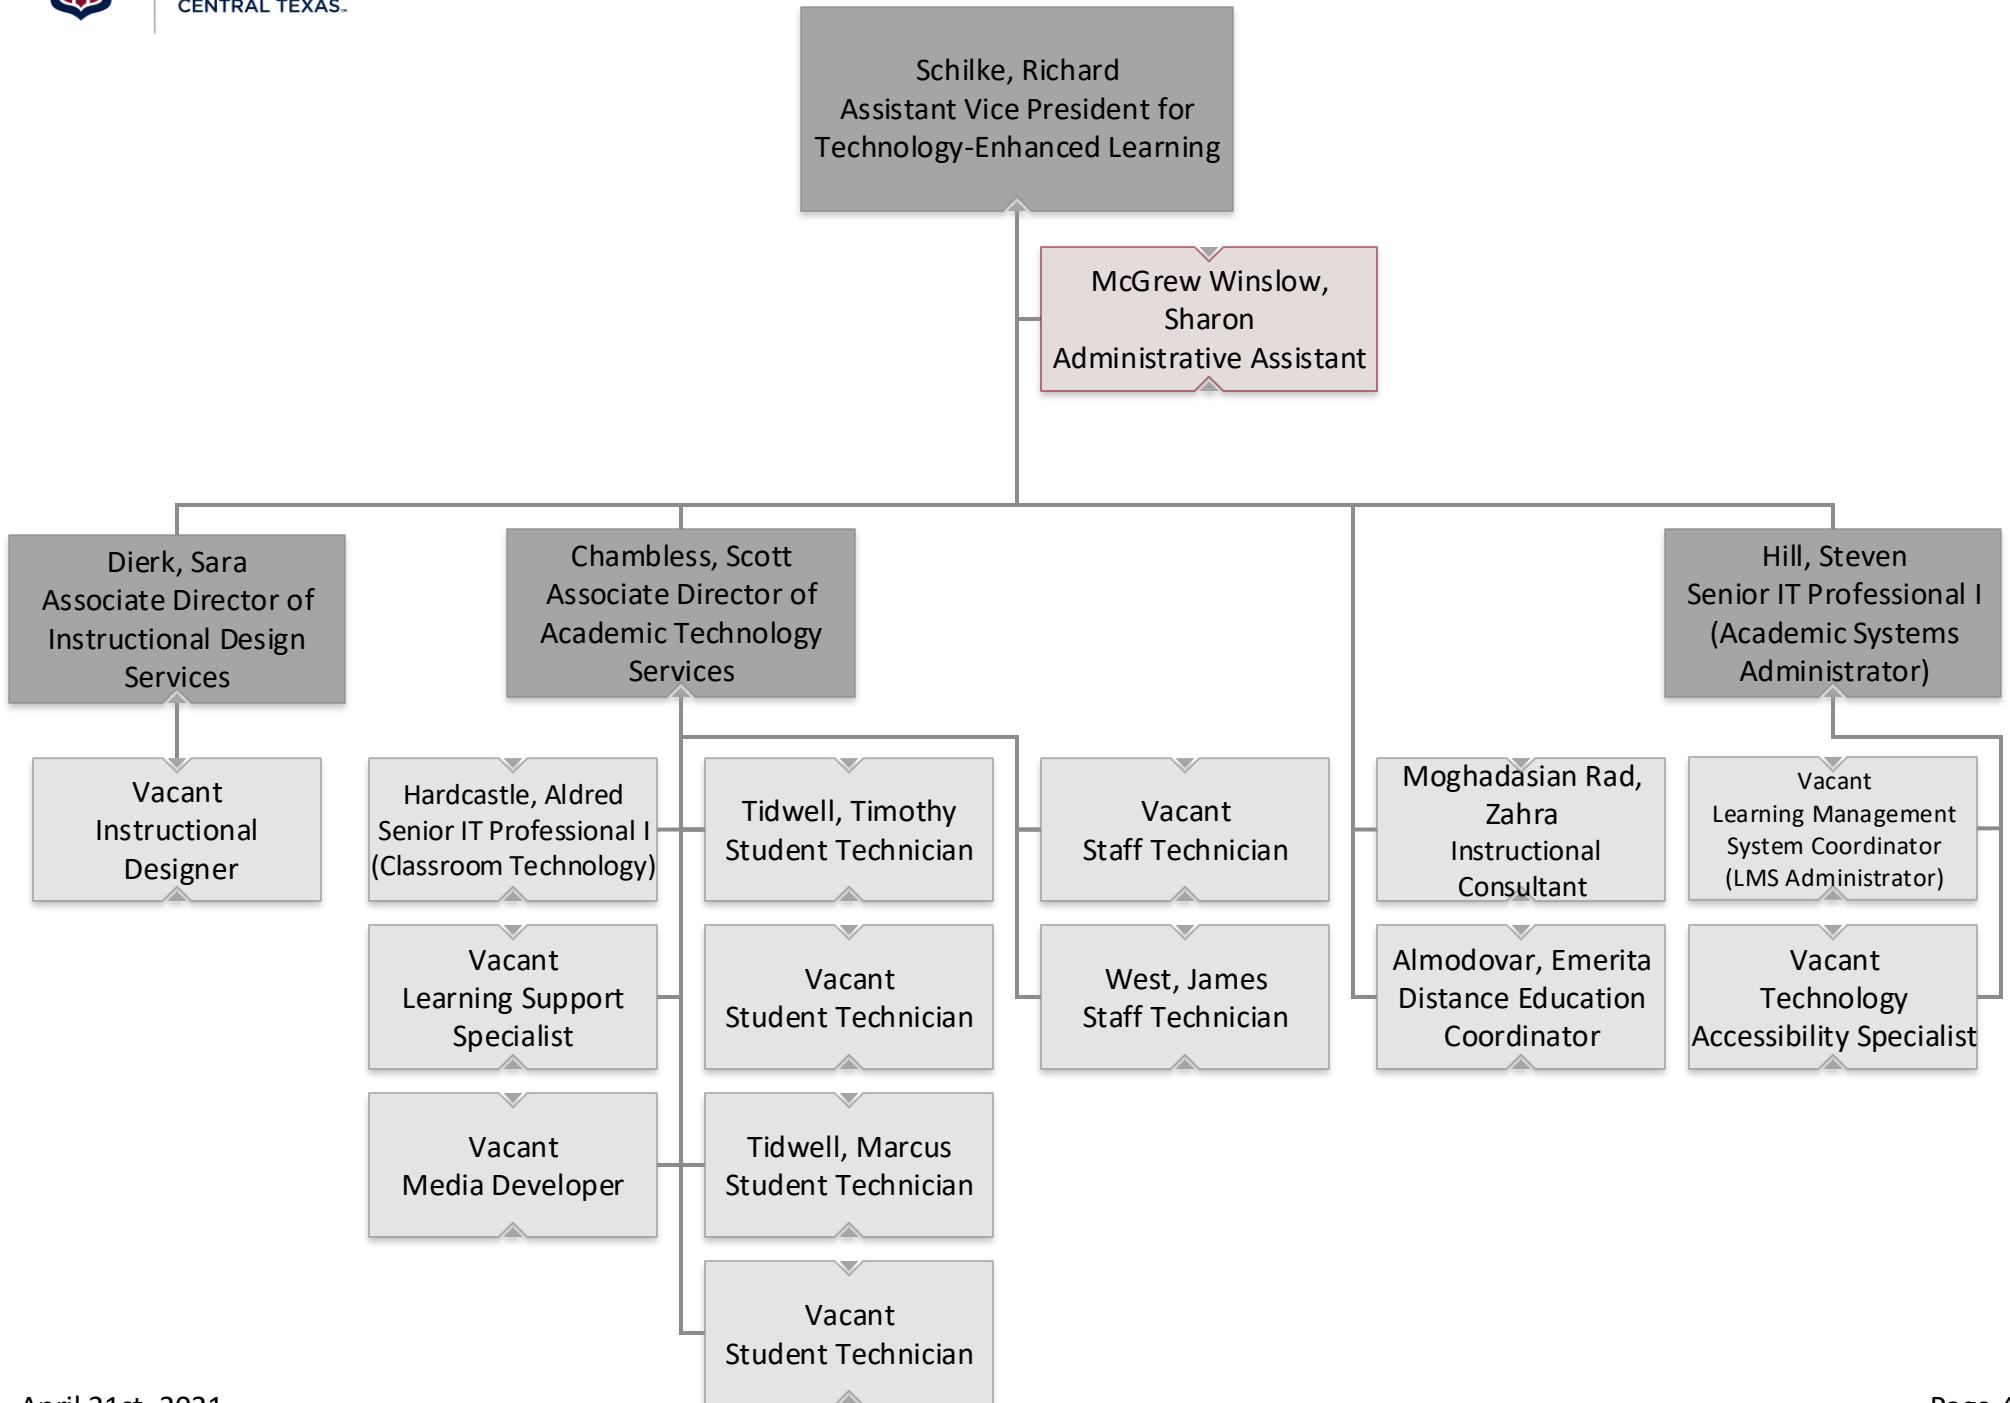 CENTRAL TEXAS™
Schilke, Richard
Assistant Vice President for
Technology-Enhanced Learning
McGrew Winslow,
Sharon
Administrative Assistant
Dierk, Sara
Associate Director of
Instructional Design
Services
Chambless, Scott
Associate Director of
Academic Technology
Services
Hill, Steven
Senior IT Professional I
(Academic Systems
Administrator)
Vacant
Instructional
Designer
Hardcastle, Aldred
Senior IT Professional I
(Classroom Technology)
Tidwell, Timothy
Student Technician
Vacant
Staff Technician
Moghadasian Rad,
Zahra
Instructional
Consultant
Vacant
Learning Management
System Coordinator
(LMS Administrator)
Vacant
Learning Support
Specialist
Vacant
Student Technician
West, James
Staff Technician
Almodovar, Emerita
Distance Education
Coordinator
Vacant
Technology
Accessibility Specialist
Vacant
Media Developer
Tidwell, Marcus
Student Technician
Vacant
Student Technician
April 21st, 2021
Page